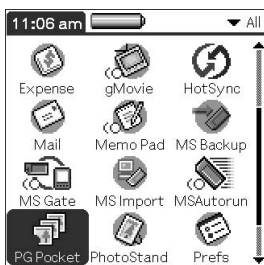 11:06 am All
Expense gMovie HotSync
Mail Memo Pad MS Backup
MS Gate MS Import MSAutorun
PG Pocket PhotoStand Prefs